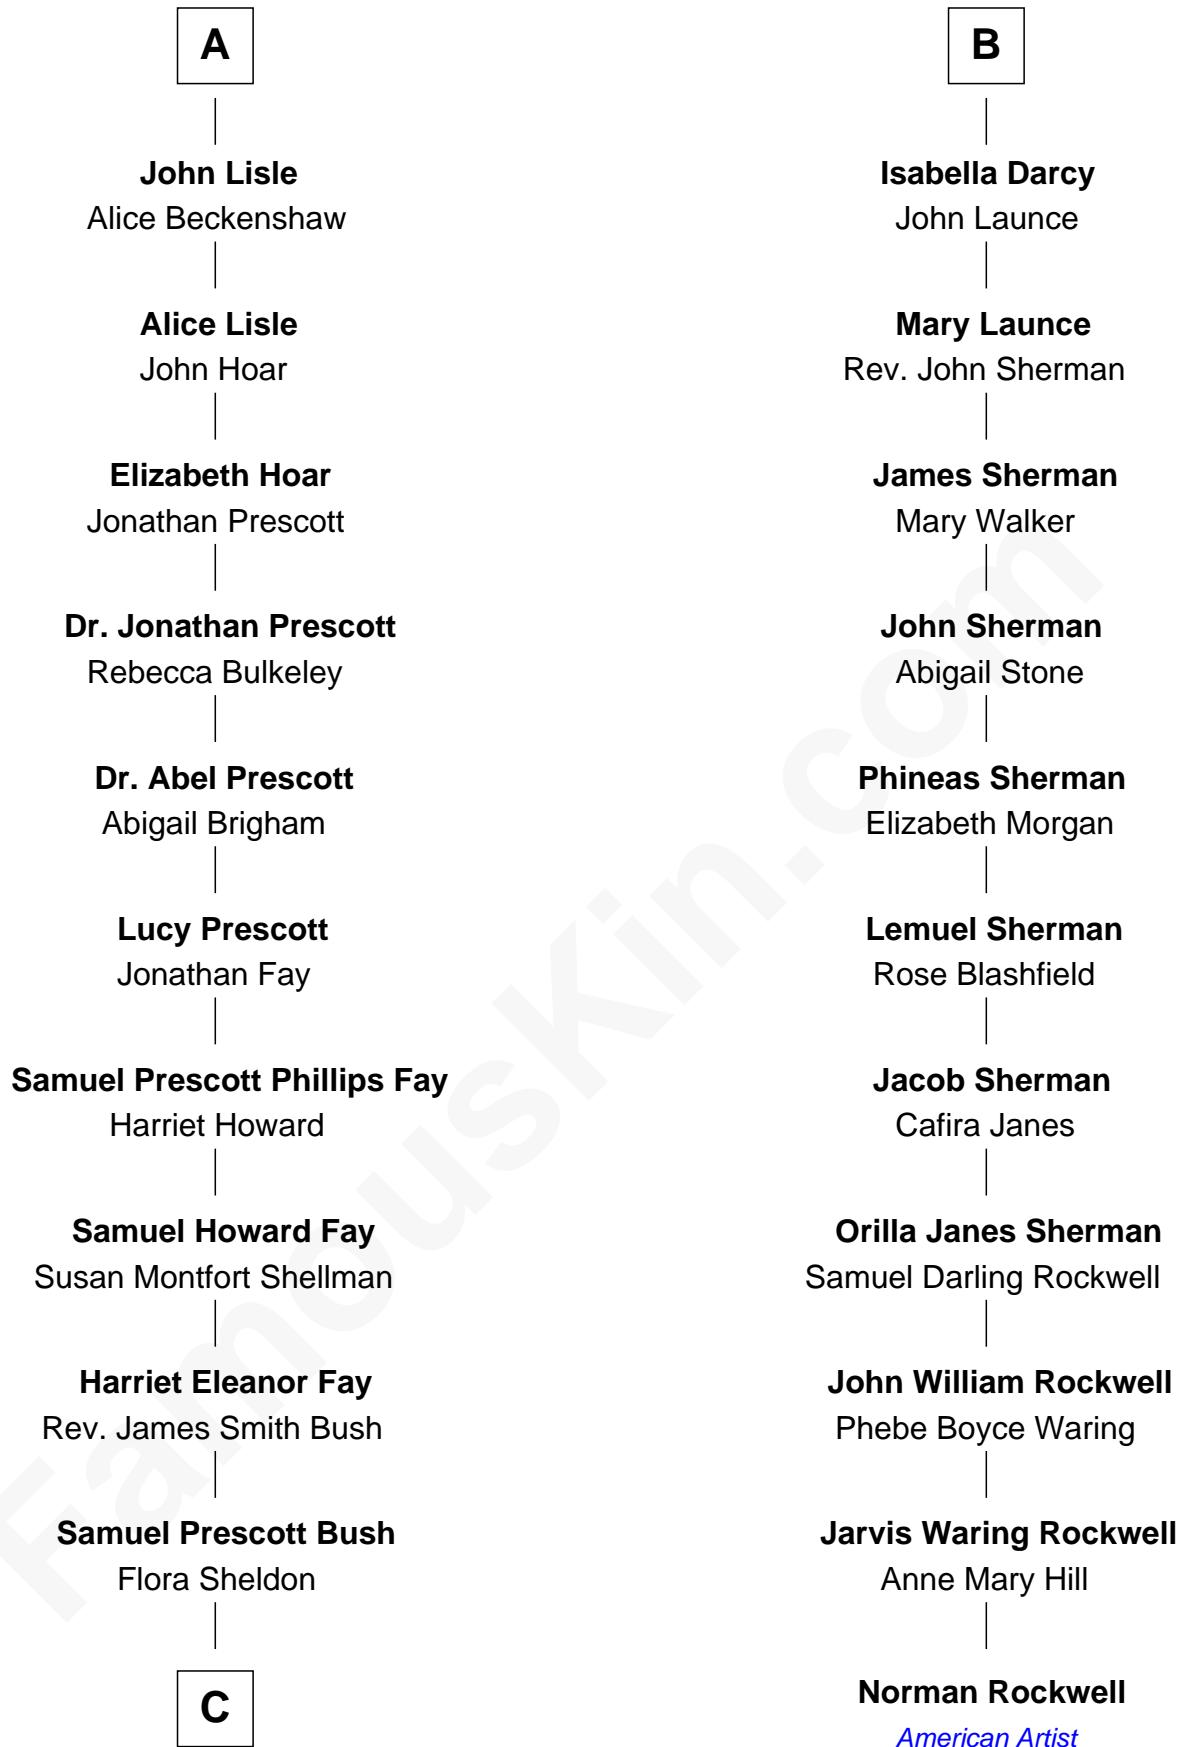 A
John Lisle
Alice Beckenshaw
Alice Lisle
John Hoar
Elizabeth Hoar
Jonathan Prescott
Dr. Jonathan Prescott
Rebecca Bulkeley
Dr. Abel Prescott
Abigail Brigham
Lucy Prescott
Jonathan Fay
Samuel Prescott Phillips Fay
Harriet Howard
Samuel Howard Fay
Susan Montfort Shellman
Harriet Eleanor Fay
Rev. James Smith Bush
Samuel Prescott Bush
Flora Sheldon
C
B
Isabella Darcy
John Launce
Mary Launce
Rev. John Sherman
James Sherman
Mary Walker
John Sherman
Abigail Stone
Phineas Sherman
Elizabeth Morgan
Lemuel Sherman
Rose Blashfield
Jacob Sherman
Cafira Janes
Orilla Janes Sherman
Samuel Darling Rockwell
John William Rockwell
Phebe Boyce Waring
Jarvis Waring Rockwell
Anne Mary Hill
Norman Rockwell
American Artist
FamousKin.com